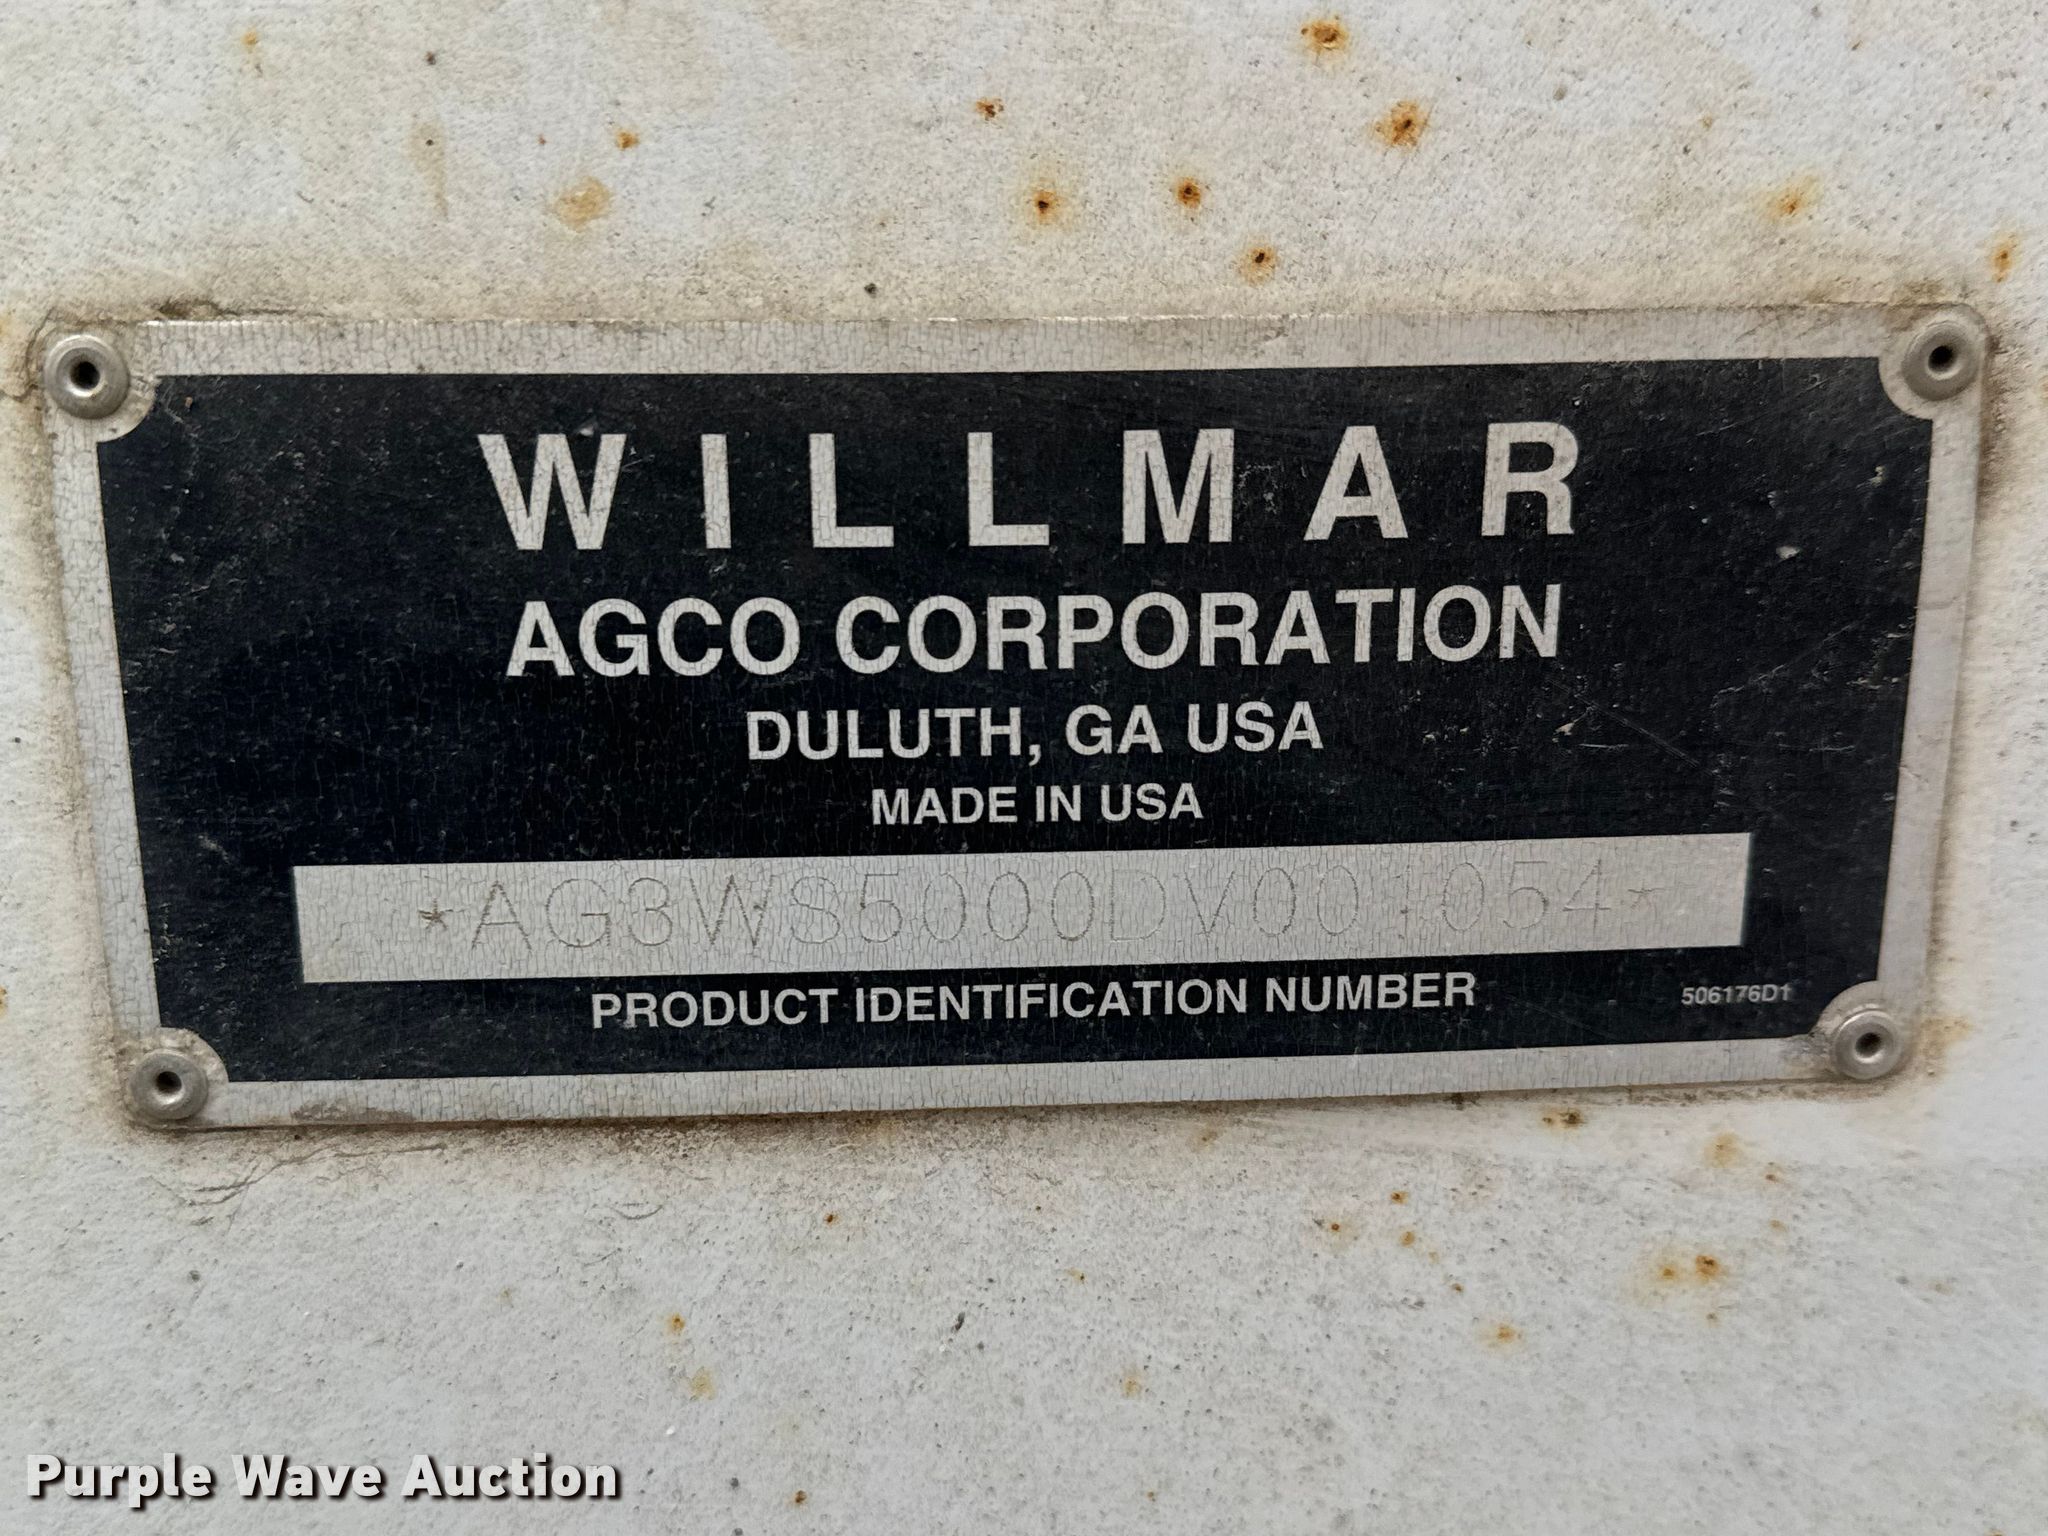 WILLMAR
AGCO CORPORATION
DULUTH, GA USA
MADE IN USA
*AG3WS5000DV001054*
PRODUCT IDENTIFICATION NUMBER
506176D1
Purple Wave Auction